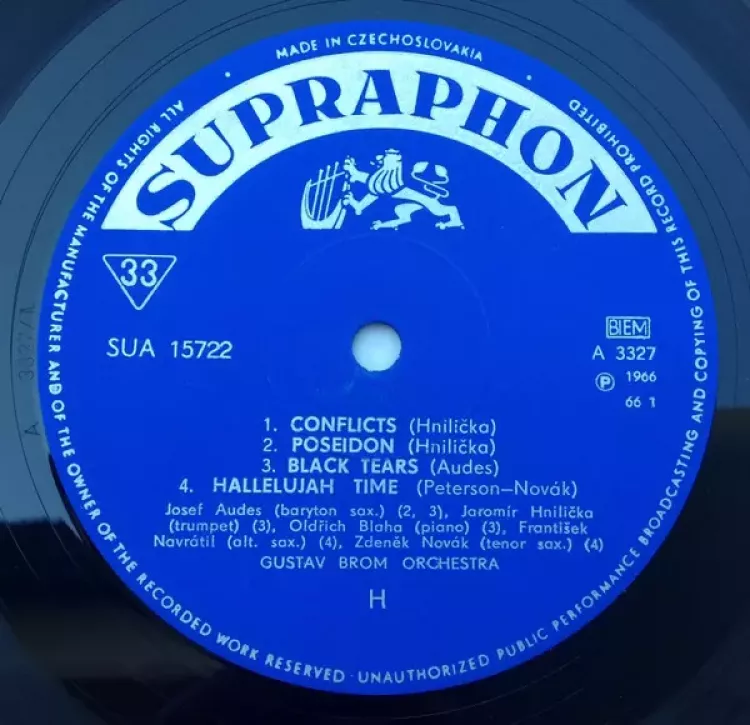 MADE IN CZECHOSLOVAKIA
SUPRAPHON
33
SUA 15722
BIEM
A 3327
Ⓟ 1966
66 1
1. CONFLICTS (Hnilička)
2. POSEIDON (Hnilička)
3. BLACK TEARS (Audes)
4. HALLELUJAH TIME (Peterson–Novák)
Josef Audes (baryton sax.) (2, 3), Jaromír Hnilička
(trumpet) (3), Oldřich Blaha (piano) (3), František
Navrátil (alt. sax.) (4), Zdeněk Novák (tenor sax.) (4)
GUSTAV BROM ORCHESTRA
H
ALL RIGHTS OF THE MANUFACTURER AND OF THE OWNER OF THE RECORDED WORK RESERVED · UNAUTHORIZED PUBLIC PERFORMANCE BROADCASTING AND COPYING OF THIS RECORD PROHIBITED